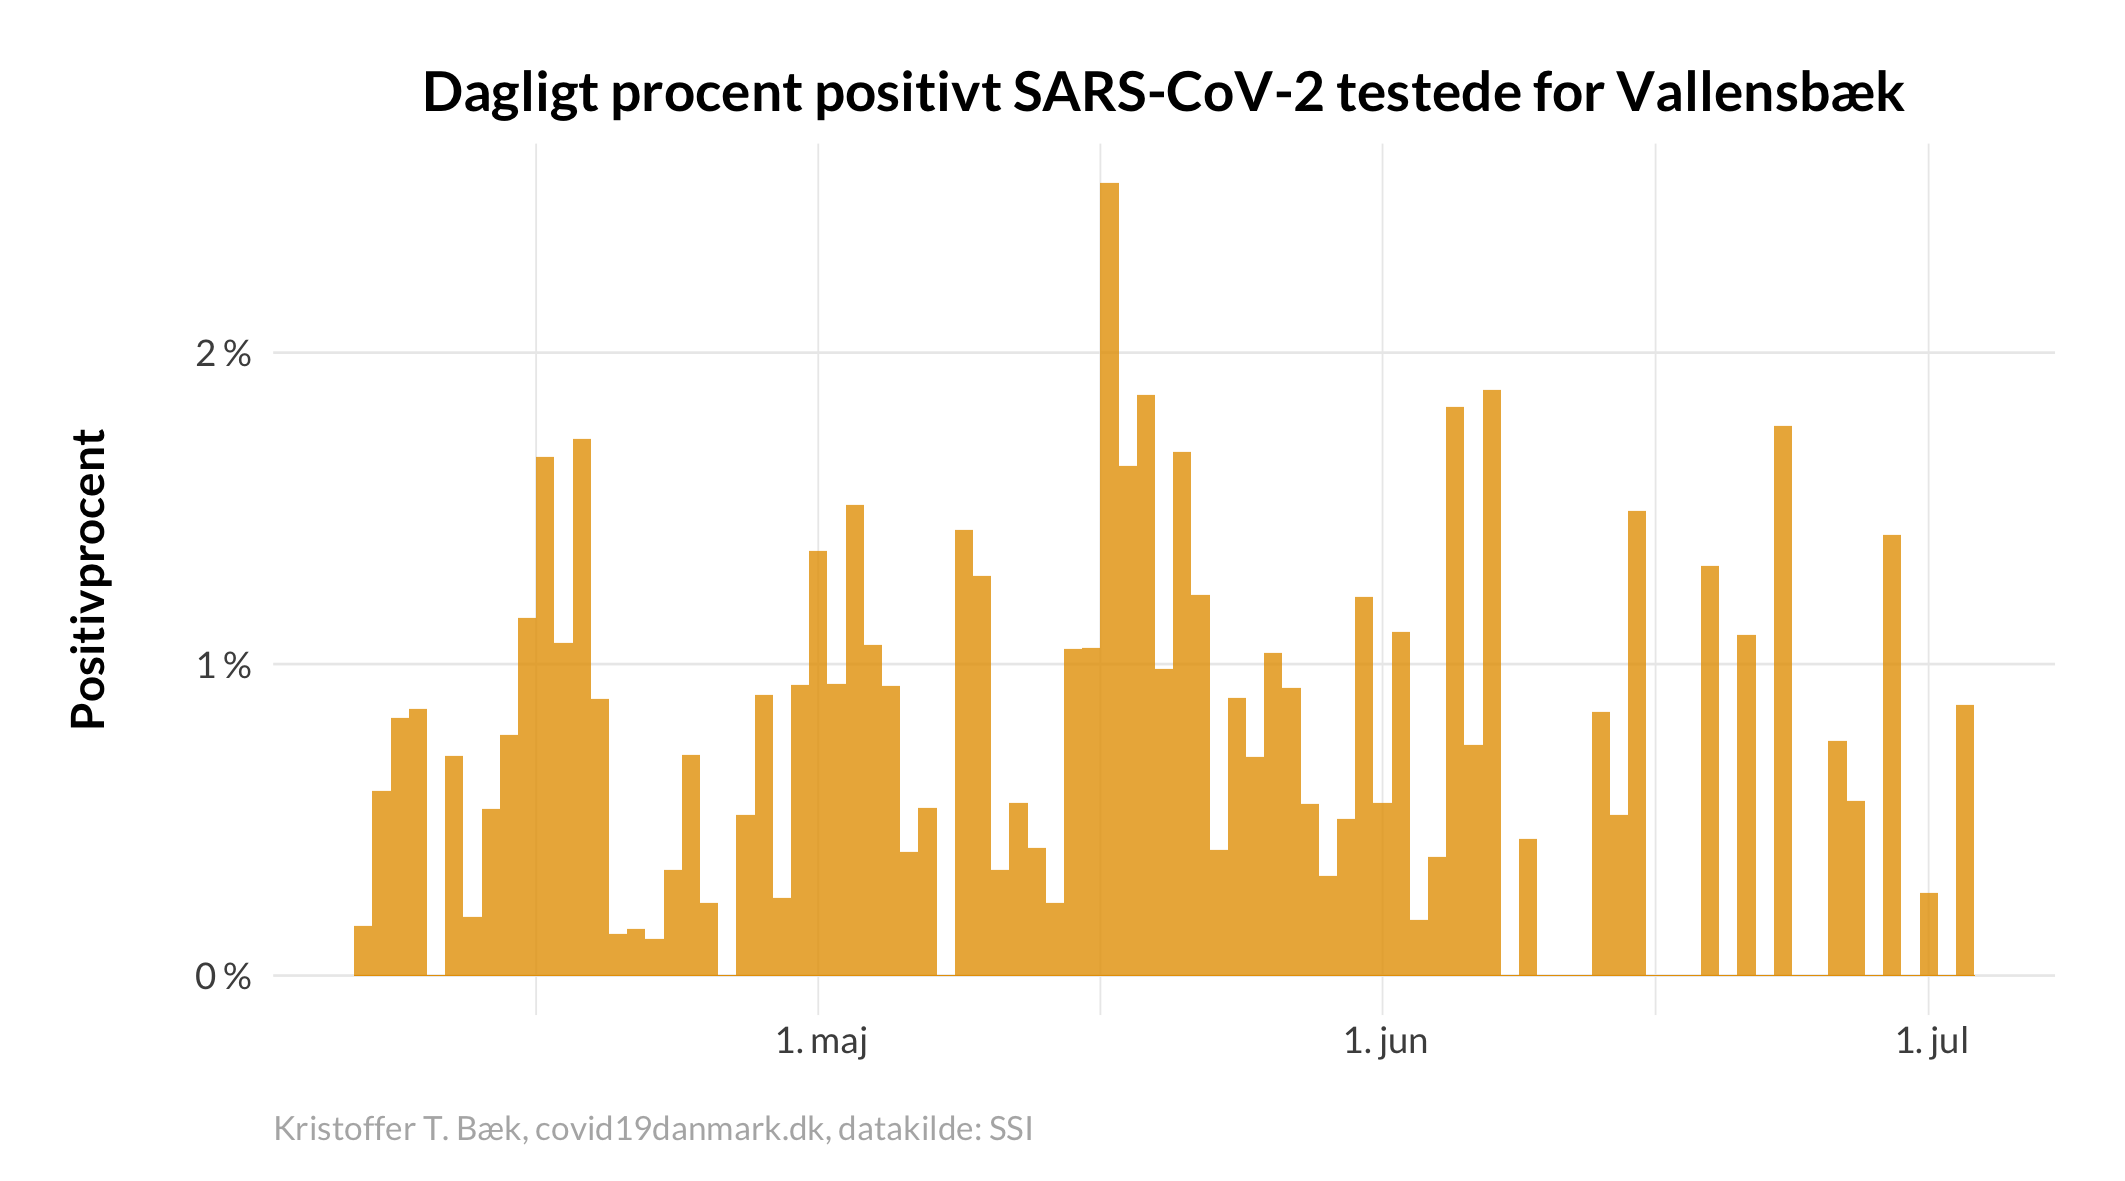 Dagligt procent positivt SARS-CoV-2 testede for Vallensbæk
Positivprocent
2 %
1 %
0 %
1. maj
1. jun
1. jul
Kristoffer T. Bæk, covid19danmark.dk, datakilde: SSI